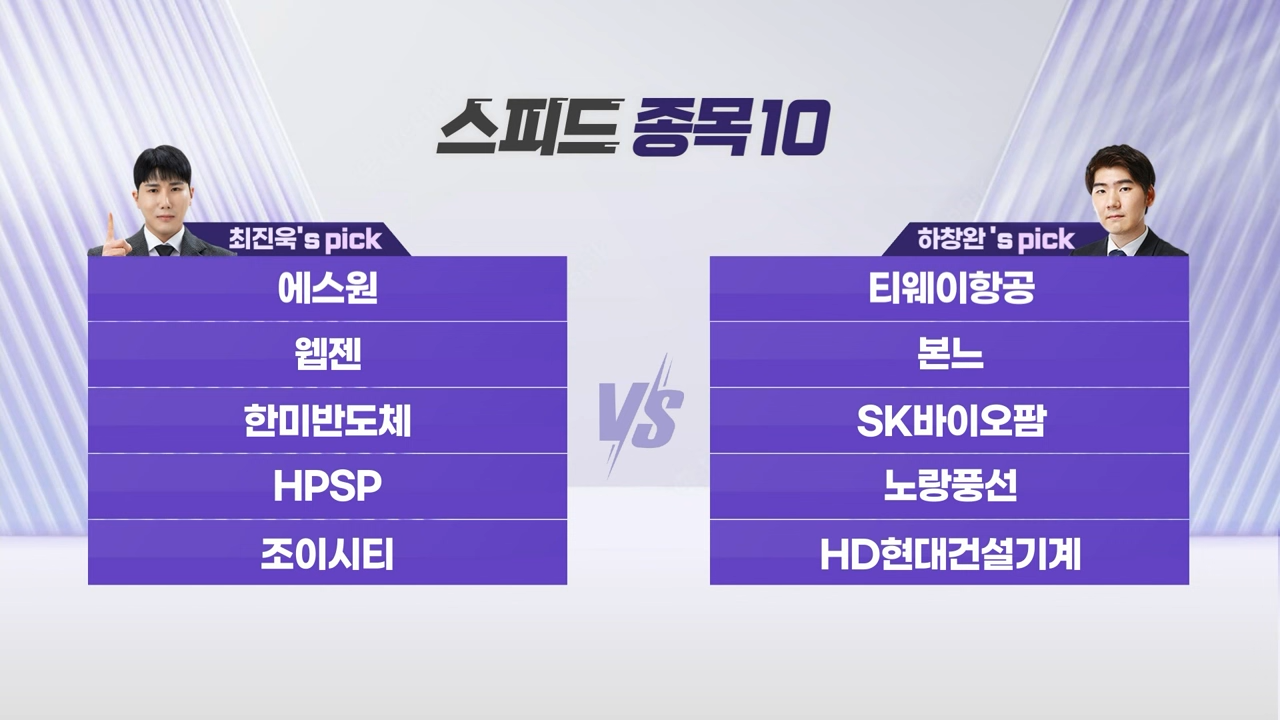 스피드 종목10
최진욱's pick
에스원
웹젠
한미반도체
HPSP
조이시티
VS
하창완 's pick
티웨이항공
본느
SK바이오팜
노랑풍선
HD현대건설기계